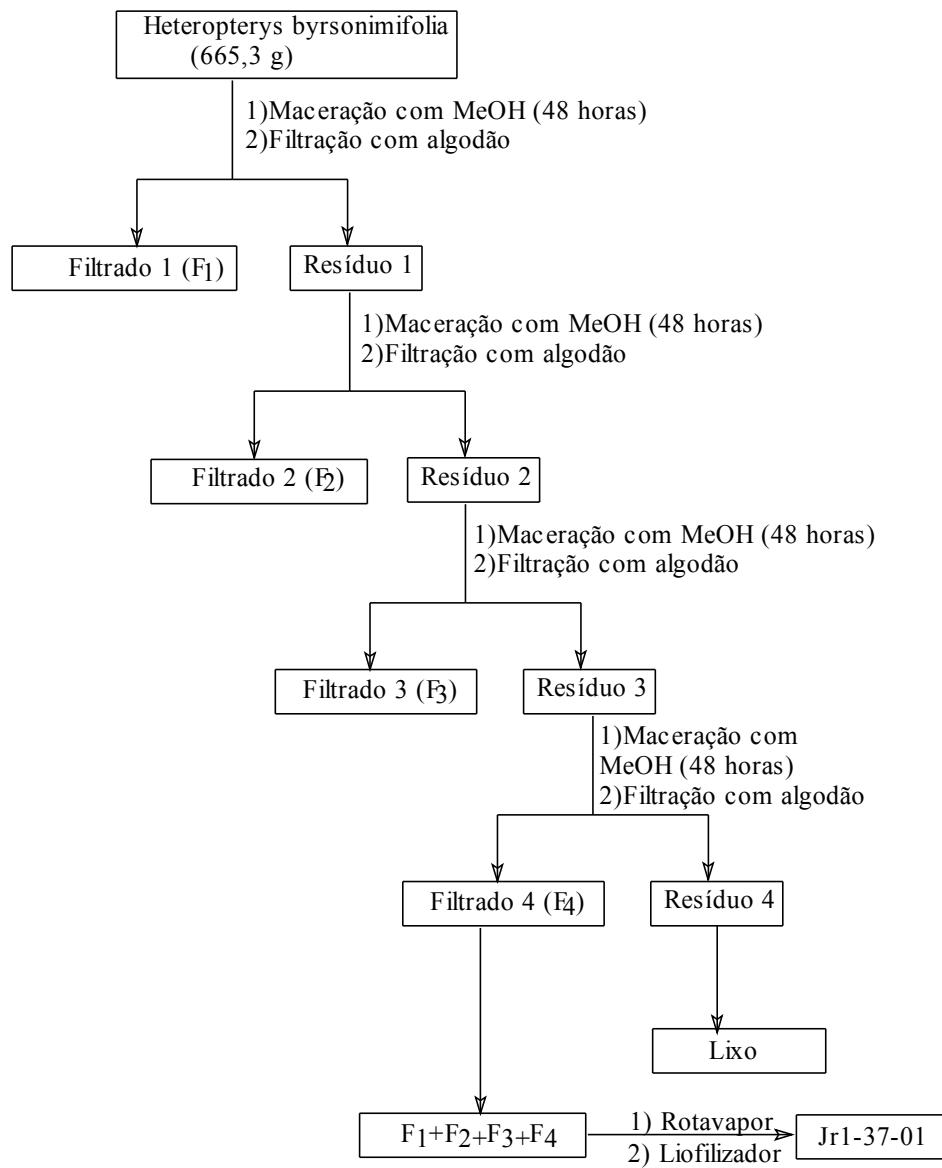 Heteropterys byrsonimifolia
(665,3 g)
1)Maceração com MeOH (48 horas)
2)Filtração com algodão
Filtrado 1 (F1)
Resíduo 1
1)Maceração com MeOH (48 horas)
2)Filtração com algodão
Filtrado 2 (F2)
Resíduo 2
1)Maceração com MeOH (48 horas)
2)Filtração com algodão
Filtrado 3 (F3)
Resíduo 3
1)Maceração com
MeOH (48 horas)
2)Filtração com algodão
Filtrado 4 (F4)
Resíduo 4
Lixo
F1+F2+F3+F4
1) Rotavapor
2) Liofilizador
Jr1-37-01